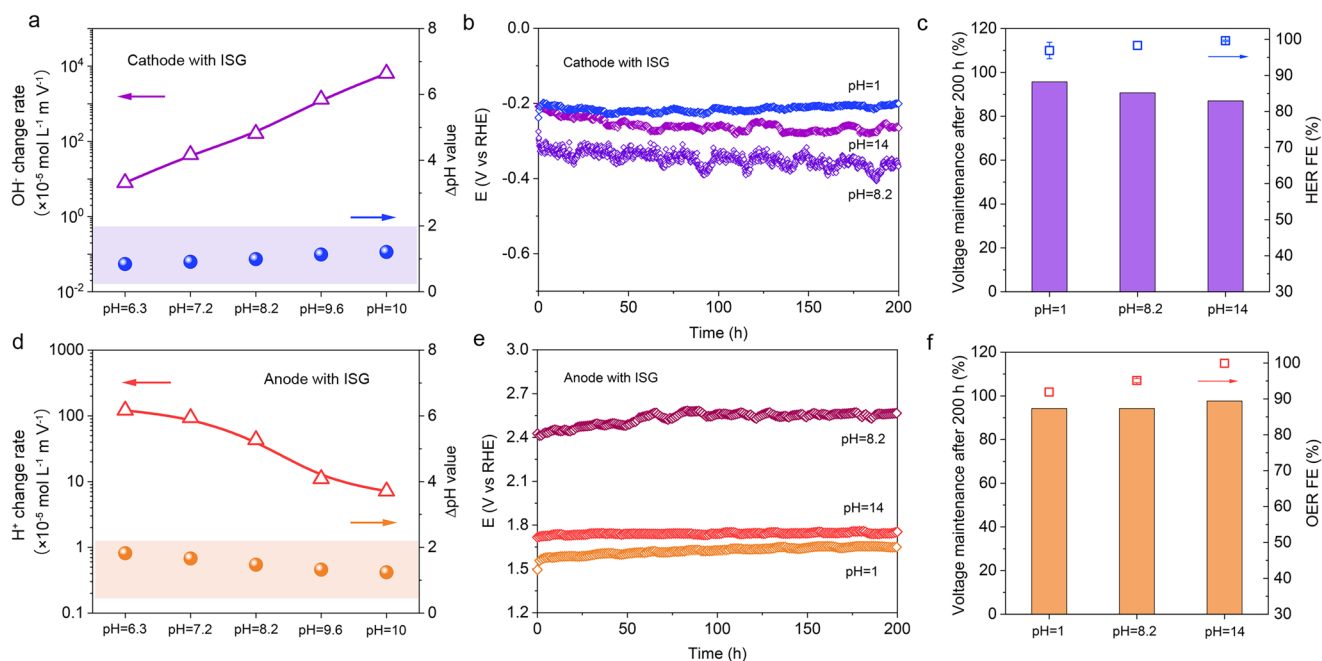 a
OH⁻ change rate
(×10⁻⁵ mol L⁻¹ m V⁻¹)
10⁴
10²
10⁰
10⁻²
Cathode with ISG
8
6
4
2
0
ΔpH value
pH=6.3
pH=7.2
pH=8.2
pH=9.6
pH=10
b
E (V vs RHE)
0.0
-0.2
-0.4
-0.6
Cathode with ISG
pH=1
pH=14
pH=8.2
0
50
100
150
200
Time (h)
c
Voltage maintenance after 200 h (%)
120
100
80
60
40
20
0
100
90
80
70
60
50
40
30
HER FE (%)
pH=1
pH=8.2
pH=14
d
H⁺ change rate
(×10⁻⁵ mol L⁻¹ m V⁻¹)
1000
100
10
1
0.1
Anode with ISG
8
6
4
2
0
ΔpH value
pH=6.3
pH=7.2
pH=8.2
pH=9.6
pH=10
e
E (V vs RHE)
3.0
2.7
2.4
2.1
1.8
1.5
1.2
Anode with ISG
pH=8.2
pH=14
pH=1
0
50
100
150
200
Time (h)
f
Voltage maintenance after 200 h (%)
120
100
80
60
40
20
0
100
90
80
70
60
50
40
30
OER FE (%)
pH=1
pH=8.2
pH=14